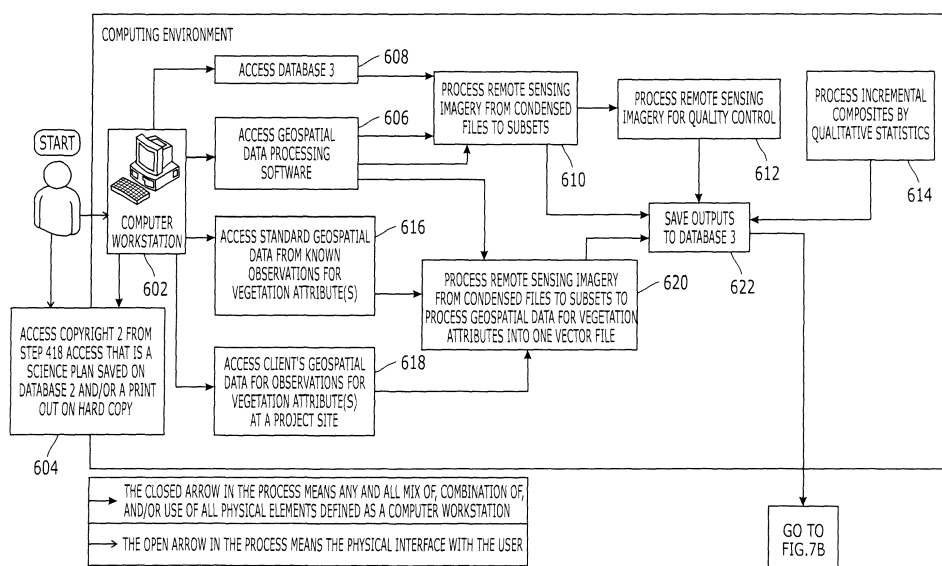 COMPUTING ENVIRONMENT
START
COMPUTER
WORKSTATION
602
ACCESS COPYRIGHT 2 FROM
STEP 418 ACCESS THAT IS A
SCIENCE PLAN SAVED ON
DATABASE 2 AND/OR A PRINT
OUT ON HARD COPY
604
ACCESS DATABASE 3
608
ACCESS GEOSPATIAL
DATA PROCESSING
SOFTWARE
606
ACCESS STANDARD GEOSPATIAL
DATA FROM KNOWN
OBSERVATIONS FOR
VEGETATION ATTRIBUTE(S)
616
ACCESS CLIENT'S GEOSPATIAL
DATA FOR OBSERVATIONS FOR
VEGETATION ATTRIBUTE(S)
AT A PROJECT SITE
618
PROCESS REMOTE SENSING
IMAGERY FROM CONDENSED
FILES TO SUBSETS
610
PROCESS REMOTE SENSING
IMAGERY FOR QUALITY CONTROL
612
PROCESS INCREMENTAL
COMPOSITES BY
QUALITATIVE STATISTICS
614
PROCESS REMOTE SENSING IMAGERY
FROM CONDENSED FILES TO SUBSETS TO
PROCESS GEOSPATIAL DATA FOR VEGETATION
ATTRIBUTES INTO ONE VECTOR FILE
620
SAVE OUTPUTS
TO DATABASE 3
622
THE CLOSED ARROW IN THE PROCESS MEANS ANY AND ALL MIX OF, COMBINATION OF,
AND/OR USE OF ALL PHYSICAL ELEMENTS DEFINED AS A COMPUTER WORKSTATION
THE OPEN ARROW IN THE PROCESS MEANS THE PHYSICAL INTERFACE WITH THE USER
GO TO
FIG.7B